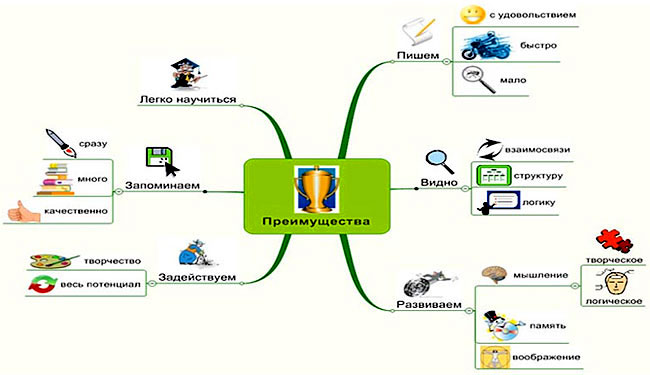 Преимущества
Пишем
с удовольствием
быстро
мало
Видно
взаимосвязи
структуру
логику
Развиваем
мышление
творческое
логическое
память
воображение
Легко научиться
Запоминаем
сразу
много
качественно
Задействуем
творчество
весь потенциал